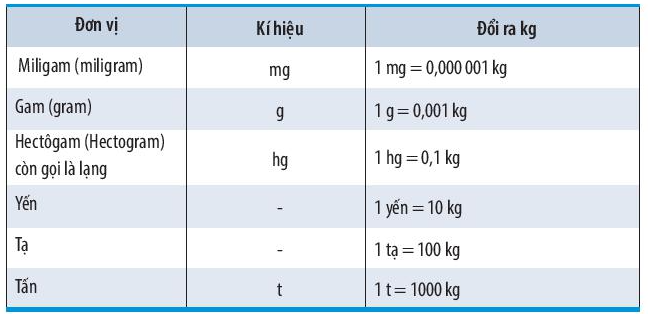 Đơn vị Kí hiệu Đổi ra kg
Miligam (miligram) mg 1 mg = 0,000 001 kg
Gam (gram) g 1 g = 0,001 kg
Hectôgam (Hectogram)
còn gọi là lạng hg 1 hg = 0,1 kg
Yến - 1 yến = 10 kg
Tạ - 1 tạ = 100 kg
Tấn t 1 t = 1000 kg